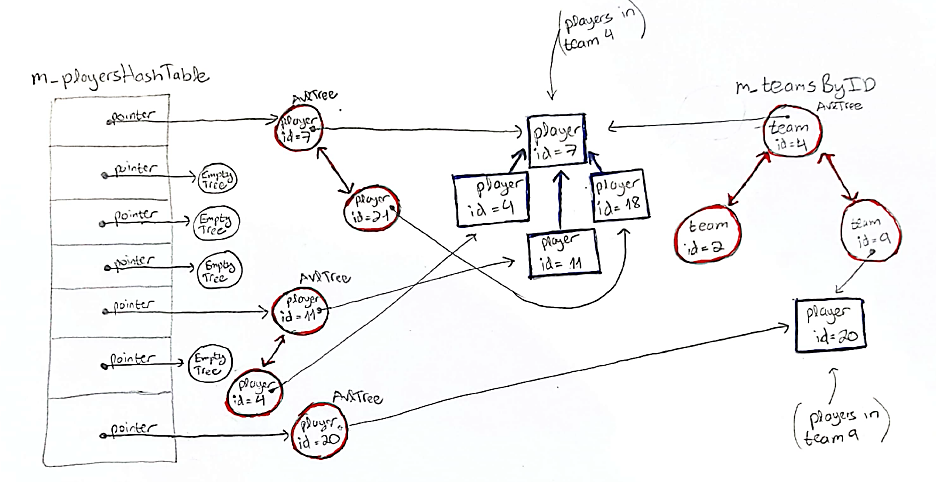 (players in
team 4)
m_playersHashTable
m_teamsByID
AVLTree
AVLTree
pointer
player
id=7
player
id=7
team
id=4
pointer
Empty
Tree
player
id=4
player
id=18
pointer
Empty
Tree
player
id=21
team
id=2
team
id=9
pointer
Empty
Tree
player
id=11
AVLTree
pointer
player
id=11
player
id=20
pointer
Empty
Tree
player
id=4
AVLTree
pointer
player
id=20
(players in
team 9)